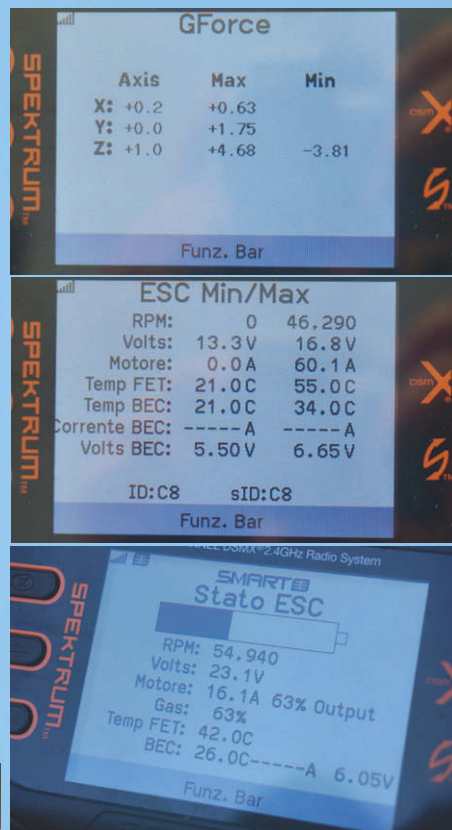 GForce
Axis Max Min
X: +0.2 +0.63
Y: +0.0 +1.75
Z: +1.0 +4.68 -3.81
Funz. Bar
SPEKTRUM™
DSM X
ESC Min/Max
RPM: 0 46,290
Volts: 13.3V 16.8V
Motore: 0.0A 60.1A
Temp FET: 21.0C 55.0C
Temp BEC: 21.0C 34.0C
Corrente BEC: -----A -----A
Volts BEC: 5.50V 6.65V
ID:C8 sID:C8
Funz. Bar
SPEKTRUM™
DSM X
DSMX® 2.4GHz Radio System
SMART
Stato ESC
RPM: 54,940
Volts: 23.1V
Motore: 16.1A 63% Output
Gas: 63%
Temp FET: 42.0C
BEC: 26.0C-----A 6.05V
Funz. Bar
SPEKTRUM™